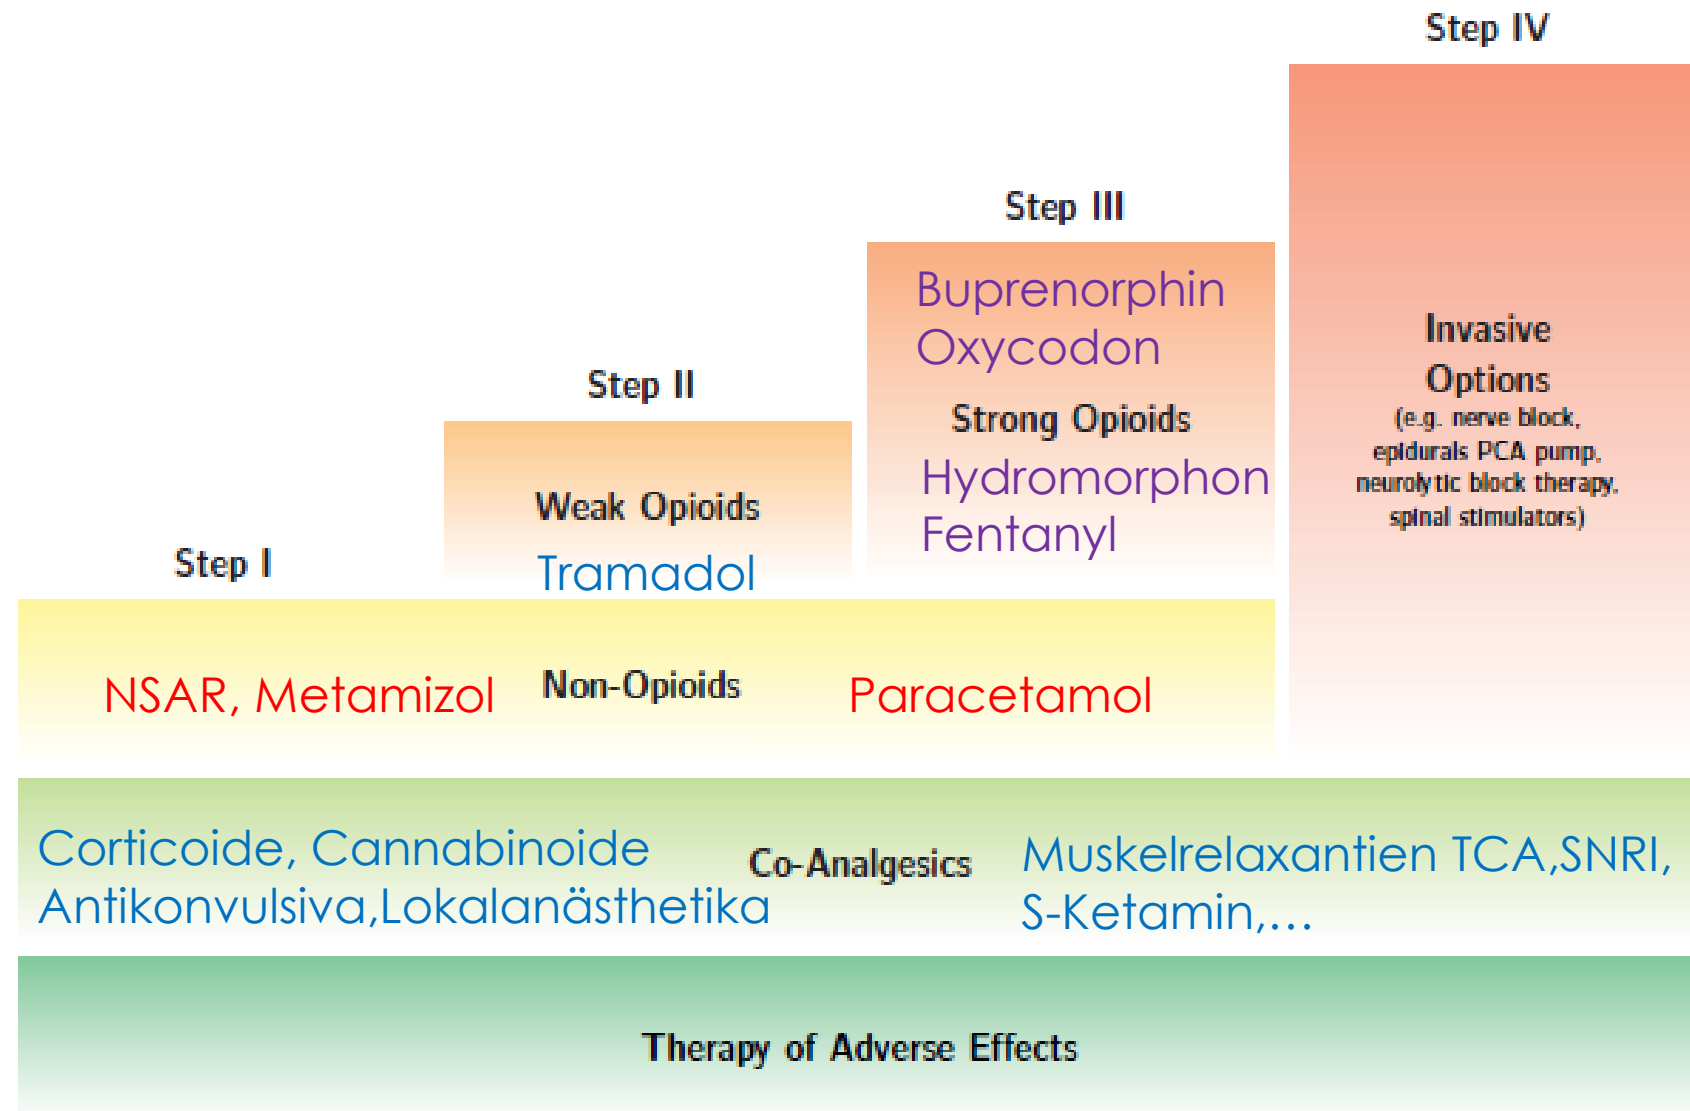 Step IV
Step III
Buprenorphin
Oxycodon
Strong Opioids
Hydromorphon
Fentanyl
Invasive
Options
(e.g. nerve block,
epidurals PCA pump,
neurolytic block therapy,
spinal stimulators)
Step II
Weak Opioids
Tramadol
Step I
NSAR, Metamizol
Non-Opioids
Paracetamol
Corticoide, Cannabinoide
Antikonvulsiva,Lokalanästhetika
Co-Analgesics
Muskelrelaxantien TCA,SNRI,
S-Ketamin,…
Therapy of Adverse Effects